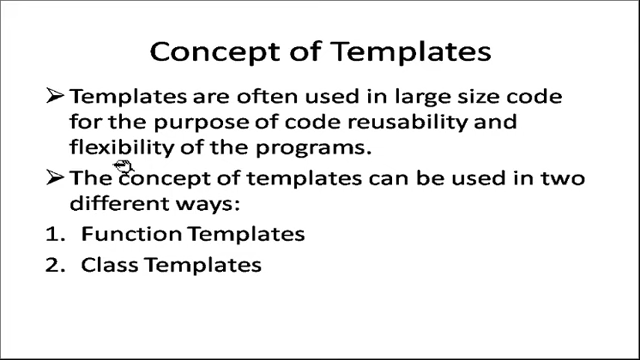 Concept of Templates
➢ Templates are often used in large size code
for the purpose of code reusability and
flexibility of the programs.
➢ The concept of templates can be used in two
different ways:
1. Function Templates
2. Class Templates